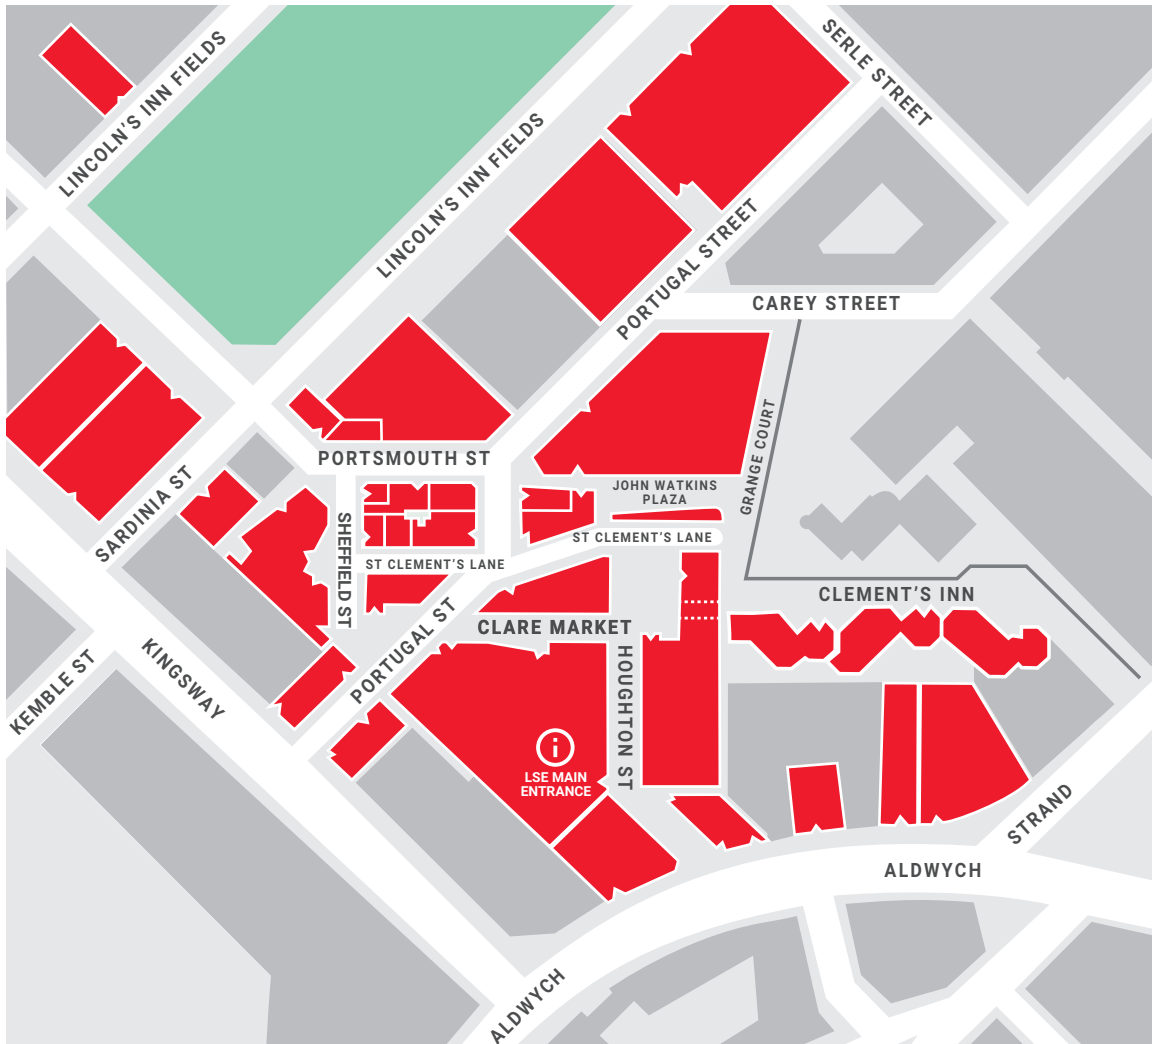 SERLE STREET
LINCOLN'S INN FIELDS
LINCOLN'S INN FIELDS
PORTUGAL STREET
CAREY STREET
GRANGE COURT
PORTSMOUTH ST
JOHN WATKINS
PLAZA
SARDINIA ST
SHEFFIELD ST
ST CLEMENT'S LANE
ST CLEMENT'S LANE
CLEMENT'S INN
CLARE MARKET
PORTUGAL ST
KEMBLE ST
KINGSWAY
HOUGHTON ST
i
LSE MAIN
ENTRANCE
STRAND
ALDWYCH
ALDWYCH